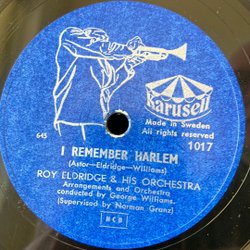 Karusell
Made in Sweden
All rights reserved
645
1017
I REMEMBER HARLEM
(Astor-Eldridge-Williams)
ROY ELDRIDGE & HIS ORCHESTRA
Arrangements and Orchestra
conducted by George Williams.
(Supervised by Norman Granz)
NCB